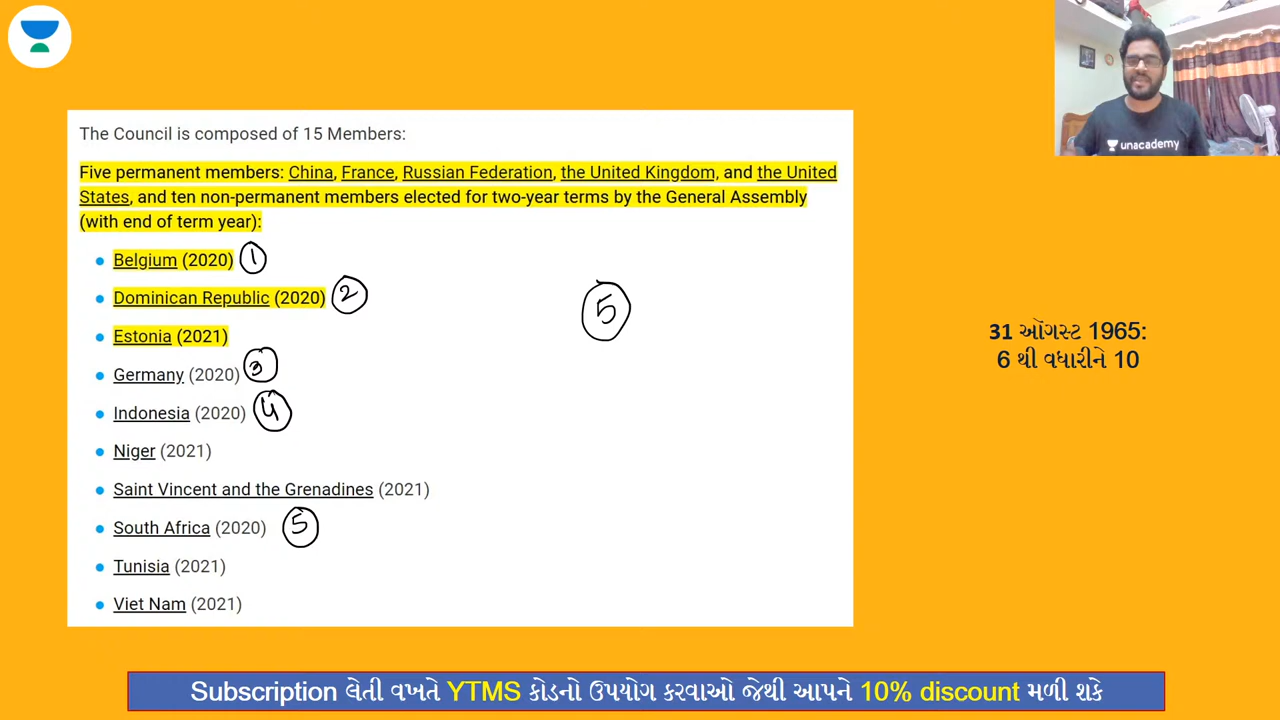 unacademy
The Council is composed of 15 Members:
Five permanent members: China, France, Russian Federation, the United Kingdom, and the United
States, and ten non-permanent members elected for two-year terms by the General Assembly
(with end of term year):
Belgium (2020) 1
Dominican Republic (2020) 2
5
Estonia (2021)
Germany (2020) 3
Indonesia (2020) 4
Niger (2021)
Saint Vincent and the Grenadines (2021)
South Africa (2020) 5
Tunisia (2021)
Viet Nam (2021)
31 ઑગસ્ટ 1965:
6 થી વધારીને 10
Subscription લેતી વખતે YTMS કોડનો ઉપયોગ કરવાઓ જેથી આપને 10% discount મળી શકે